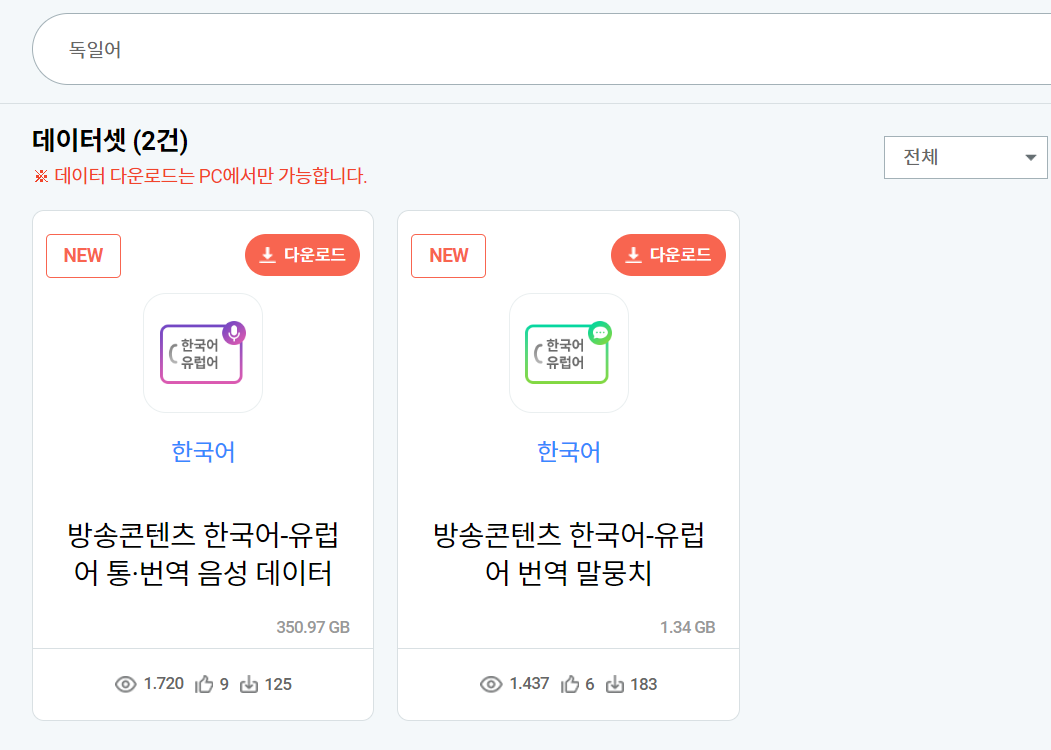 독일어
데이터셋 (2건)
※ 데이터 다운로드는 PC에서만 가능합니다.
전체
NEW
다운로드
한국어
유럽어
한국어
방송콘텐츠 한국어-유럽
어 통·번역 음성 데이터
350.97 GB
1.720 9 125
NEW
다운로드
한국어
유럽어
한국어
방송콘텐츠 한국어-유럽
어 번역 말뭉치
1.34 GB
1.437 6 183